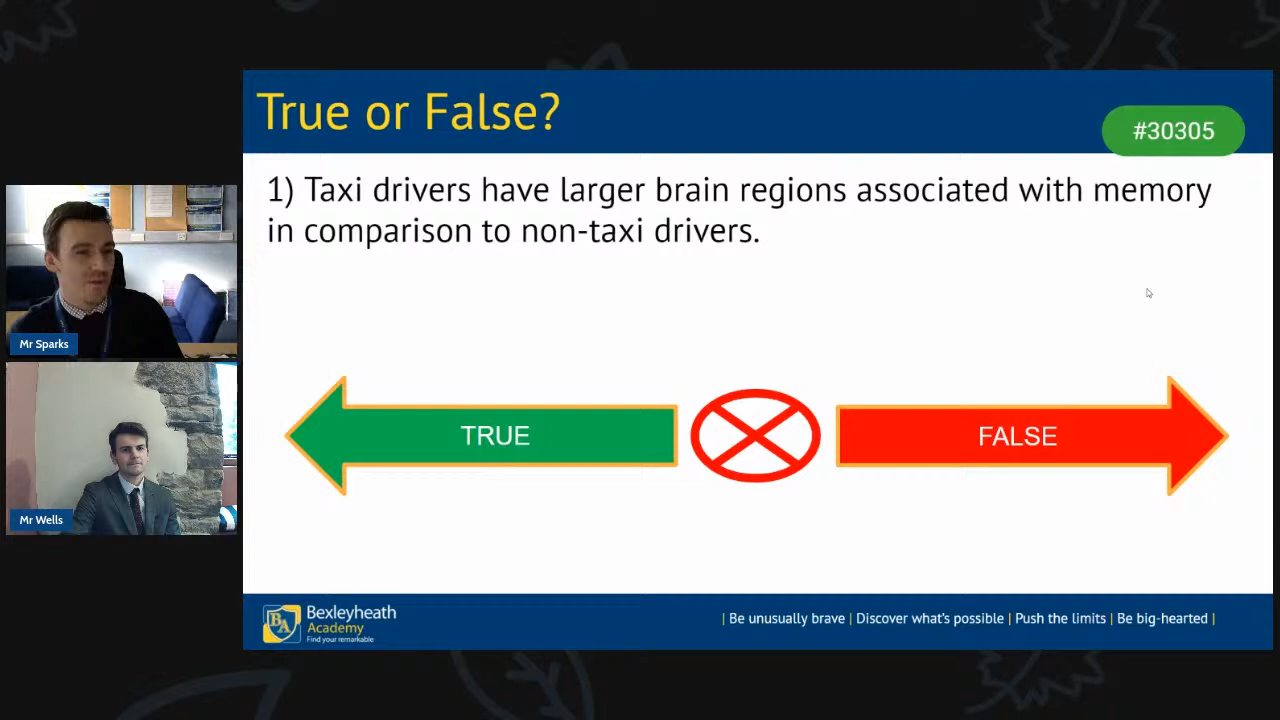 True or False?
#30305
1) Taxi drivers have larger brain regions associated with memory
in comparison to non-taxi drivers.
Mr Sparks
TRUE
FALSE
Mr Wells
BA
Bexleyheath
Academy
Find your remarkable
| Be unusually brave | Discover what's possible | Push the limits | Be big-hearted |